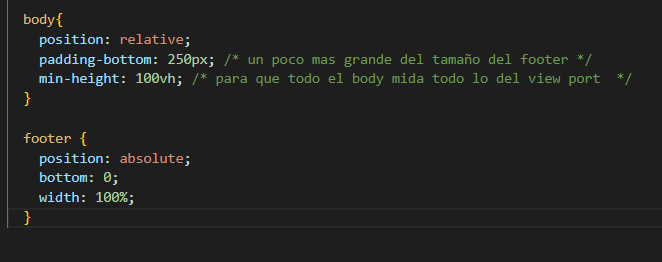 body{
position: relative;
padding-bottom: 250px; /* un poco mas grande del tamaño del footer */
min-height: 100vh; /* para que todo el body mida todo lo del view port  */
}
footer {
position: absolute;
bottom: 0;
width: 100%;
}